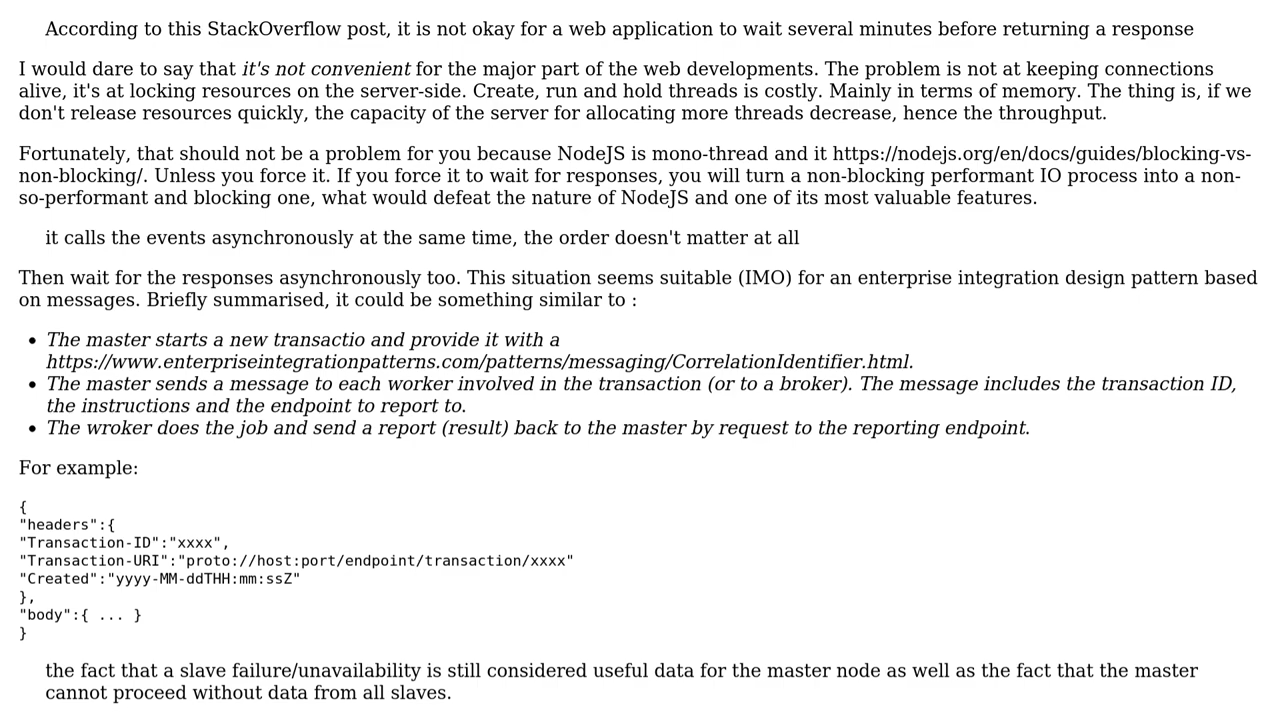 According to this StackOverflow post, it is not okay for a web application to wait several minutes before returning a response
I would dare to say that it's not convenient for the major part of the web developments. The problem is not at keeping connections
alive, it's at locking resources on the server-side. Create, run and hold threads is costly. Mainly in terms of memory. The thing is, if we
don't release resources quickly, the capacity of the server for allocating more threads decrease, hence the throughput.
Fortunately, that should not be a problem for you because NodeJS is mono-thread and it https://nodejs.org/en/docs/guides/blocking-vs-
non-blocking/. Unless you force it. If you force it to wait for responses, you will turn a non-blocking performant IO process into a non-
so-performant and blocking one, what would defeat the nature of NodeJS and one of its most valuable features.
it calls the events asynchronously at the same time, the order doesn't matter at all
Then wait for the responses asynchronously too. This situation seems suitable (IMO) for an enterprise integration design pattern based
on messages. Briefly summarised, it could be something similar to :
• The master starts a new transactio and provide it with a
https://www.enterpriseintegrationpatterns.com/patterns/messaging/CorrelationIdentifier.html.
• The master sends a message to each worker involved in the transaction (or to a broker). The message includes the transaction ID,
the instructions and the endpoint to report to.
• The wroker does the job and send a report (result) back to the master by request to the reporting endpoint.
For example:
{
"headers":{
"Transaction-ID":"xxxx",
"Transaction-URI":"proto://host:port/endpoint/transaction/xxxx"
"Created":"yyyy-MM-ddTHH:mm:ssZ"
},
"body":{ ... }
}
the fact that a slave failure/unavailability is still considered useful data for the master node as well as the fact that the master
cannot proceed without data from all slaves.